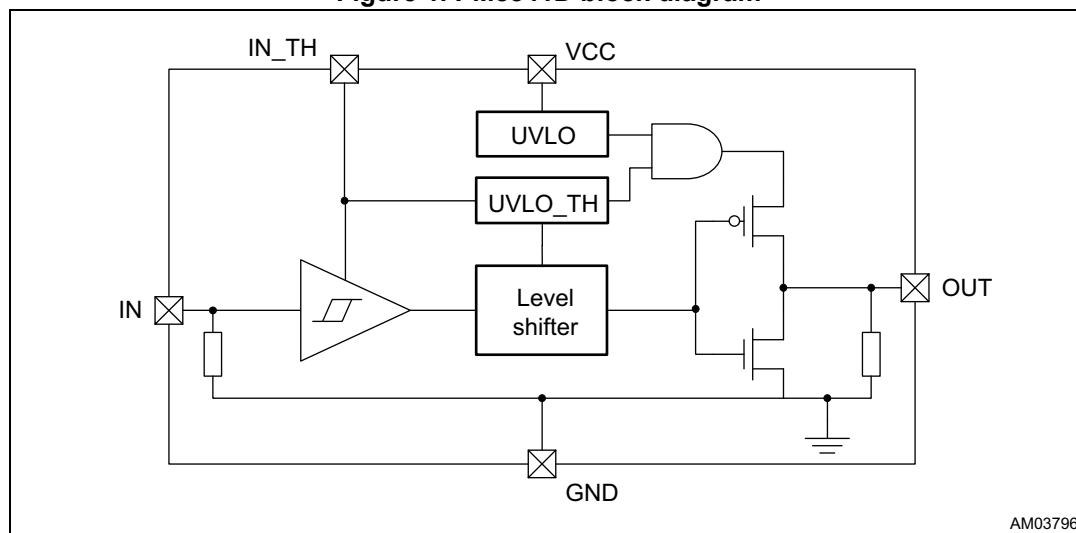 IN_TH
VCC
UVLO
UVLO_TH
IN
Level
shifter
OUT
GND
AM03796